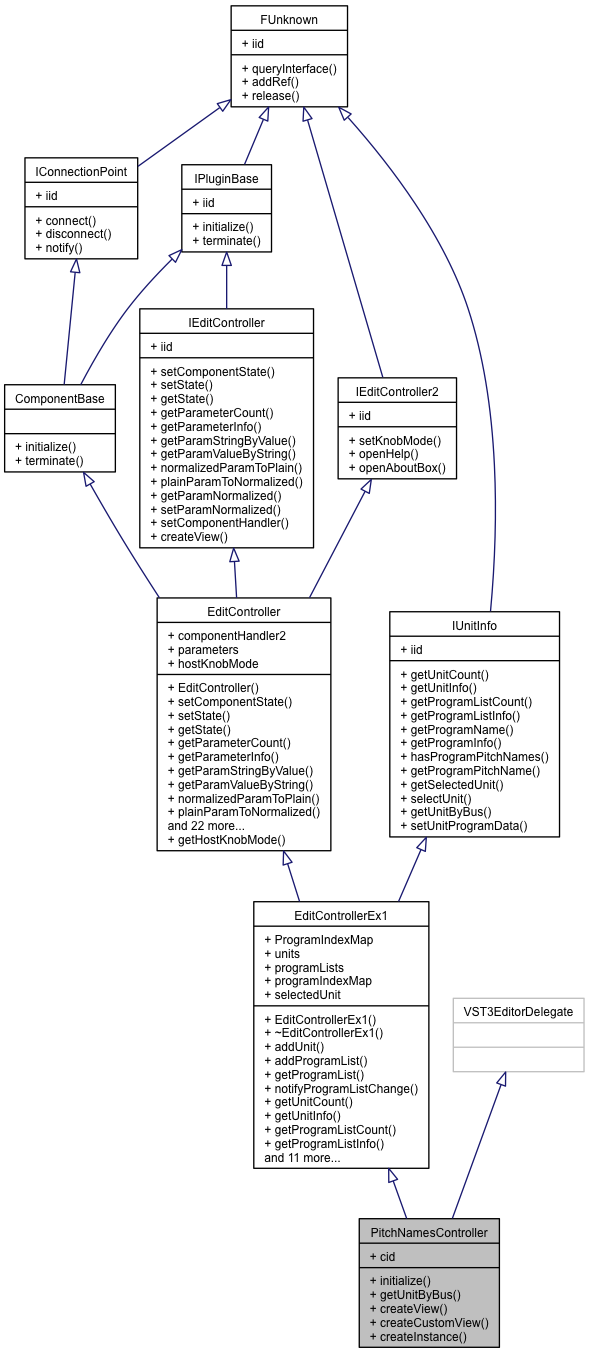 FUnknown
+ iid
+ queryInterface()
+ addRef()
+ release()
IConnectionPoint
+ iid
+ connect()
+ disconnect()
+ notify()
IPluginBase
+ iid
+ initialize()
+ terminate()
IEditController
+ iid
+ setComponentState()
+ setState()
+ getState()
+ getParameterCount()
+ getParameterInfo()
+ getParamStringByValue()
+ getParamValueByString()
+ normalizedParamToPlain()
+ plainParamToNormalized()
+ getParamNormalized()
+ setParamNormalized()
+ setComponentHandler()
+ createView()
ComponentBase
+ initialize()
+ terminate()
IEditController2
+ iid
+ setKnobMode()
+ openHelp()
+ openAboutBox()
EditController
+ componentHandler2
+ parameters
+ hostKnobMode
+ EditController()
+ setComponentState()
+ setState()
+ getState()
+ getParameterCount()
+ getParameterInfo()
+ getParamStringByValue()
+ getParamValueByString()
+ normalizedParamToPlain()
+ plainParamToNormalized()
and 22 more...
+ getHostKnobMode()
IUnitInfo
+ iid
+ getUnitCount()
+ getUnitInfo()
+ getProgramListCount()
+ getProgramListInfo()
+ getProgramName()
+ getProgramInfo()
+ hasProgramPitchNames()
+ getProgramPitchName()
+ getSelectedUnit()
+ selectUnit()
+ getUnitByBus()
+ setUnitProgramData()
EditControllerEx1
+ ProgramIndexMap
+ units
+ programLists
+ programIndexMap
+ selectedUnit
+ EditControllerEx1()
+ ~EditControllerEx1()
+ addUnit()
+ addProgramList()
+ getProgramList()
+ notifyProgramListChange()
+ getUnitCount()
+ getUnitInfo()
+ getProgramListCount()
+ getProgramListInfo()
and 11 more...
VST3EditorDelegate
PitchNamesController
+ cid
+ initialize()
+ getUnitByBus()
+ createView()
+ createCustomView()
+ createInstance()